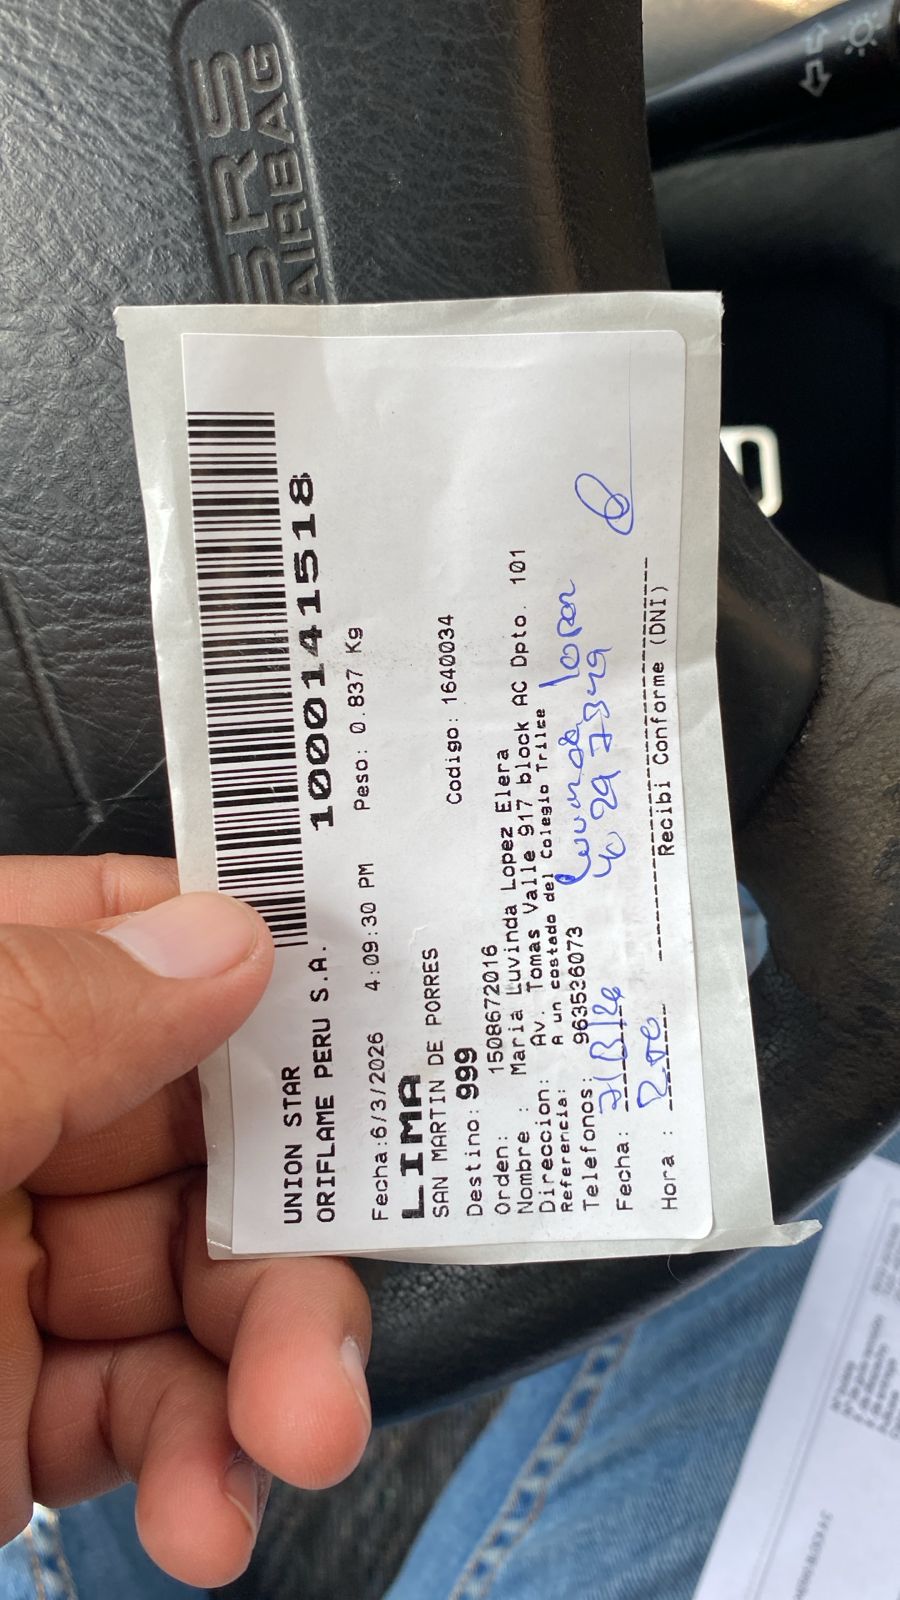 SRS
AIRBAG
UNION STAR
ORIFLAME PERU S.A. 100141518
Fecha:6/3/2026 4:09:30 PM Peso: 0.837 Kg
LIMA
SAN MARTIN DE PORRES
Destino: 999 Codigo: 1640034
Orden: 1508672016
Nombre : Maria Luvinda Lopez Elera
Direccion: Av. Tomas Valle 917 block AC Dpto. 101
Referencia: A un costado del Colegio Trilce
Telefonos: 963536073
Luvinda Lopez
40297349
Fecha:
Hora :
Recibi Conforme (DNI)